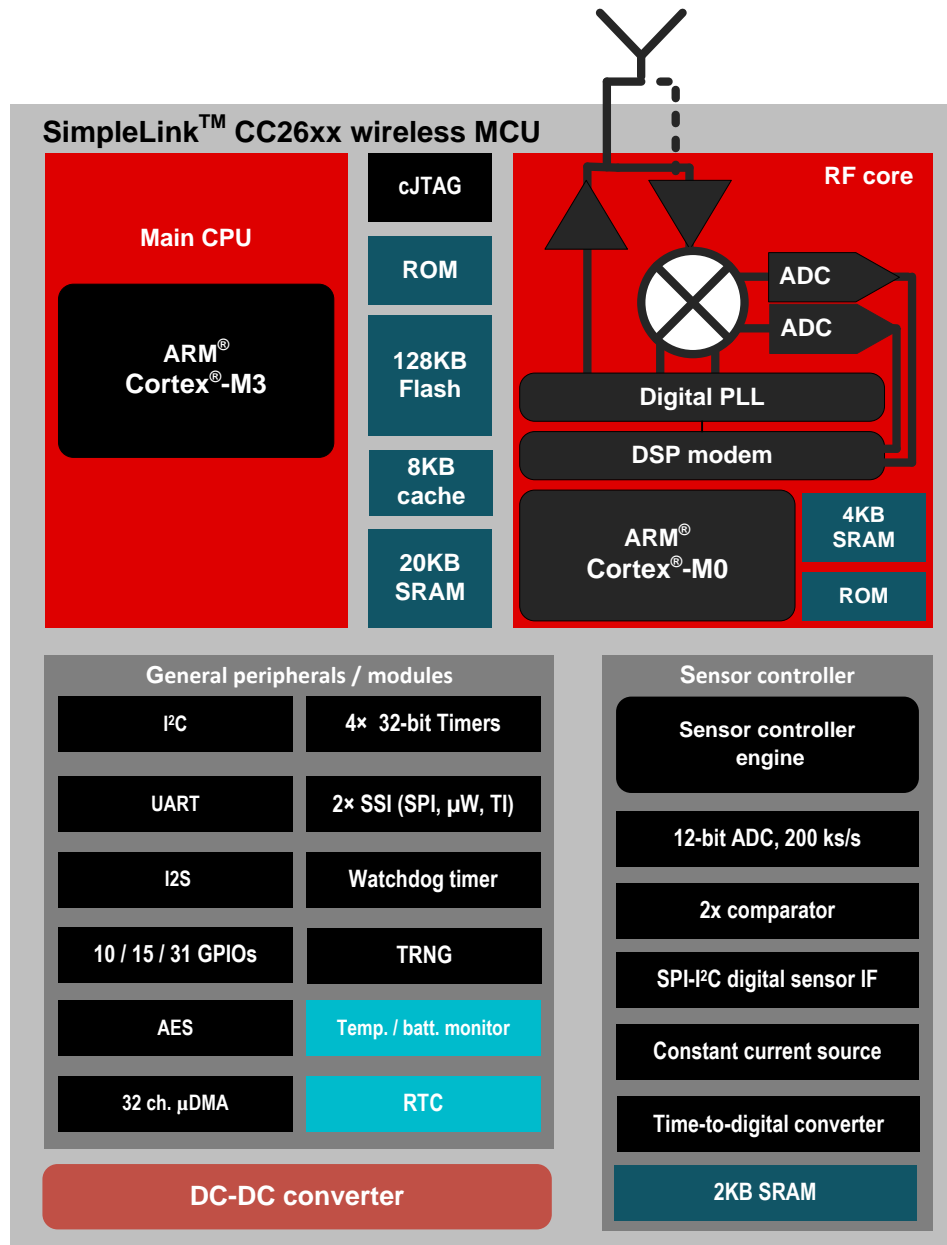 SimpleLink™ CC26xx wireless MCU
Main CPU
ARM®
Cortex®-M3
cJTAG
ROM
128KB
Flash
8KB
cache
20KB
SRAM
RF core
ADC
ADC
Digital PLL
DSP modem
ARM®
Cortex®-M0
4KB
SRAM
ROM
General peripherals / modules
I²C
4× 32-bit Timers
UART
2× SSI (SPI, µW, TI)
I2S
Watchdog timer
10 / 15 / 31 GPIOs
TRNG
AES
Temp. / batt. monitor
32 ch. µDMA
RTC
Sensor controller
Sensor controller
engine
12-bit ADC, 200 ks/s
2x comparator
SPI-I²C digital sensor IF
Constant current source
Time-to-digital converter
2KB SRAM
DC-DC converter